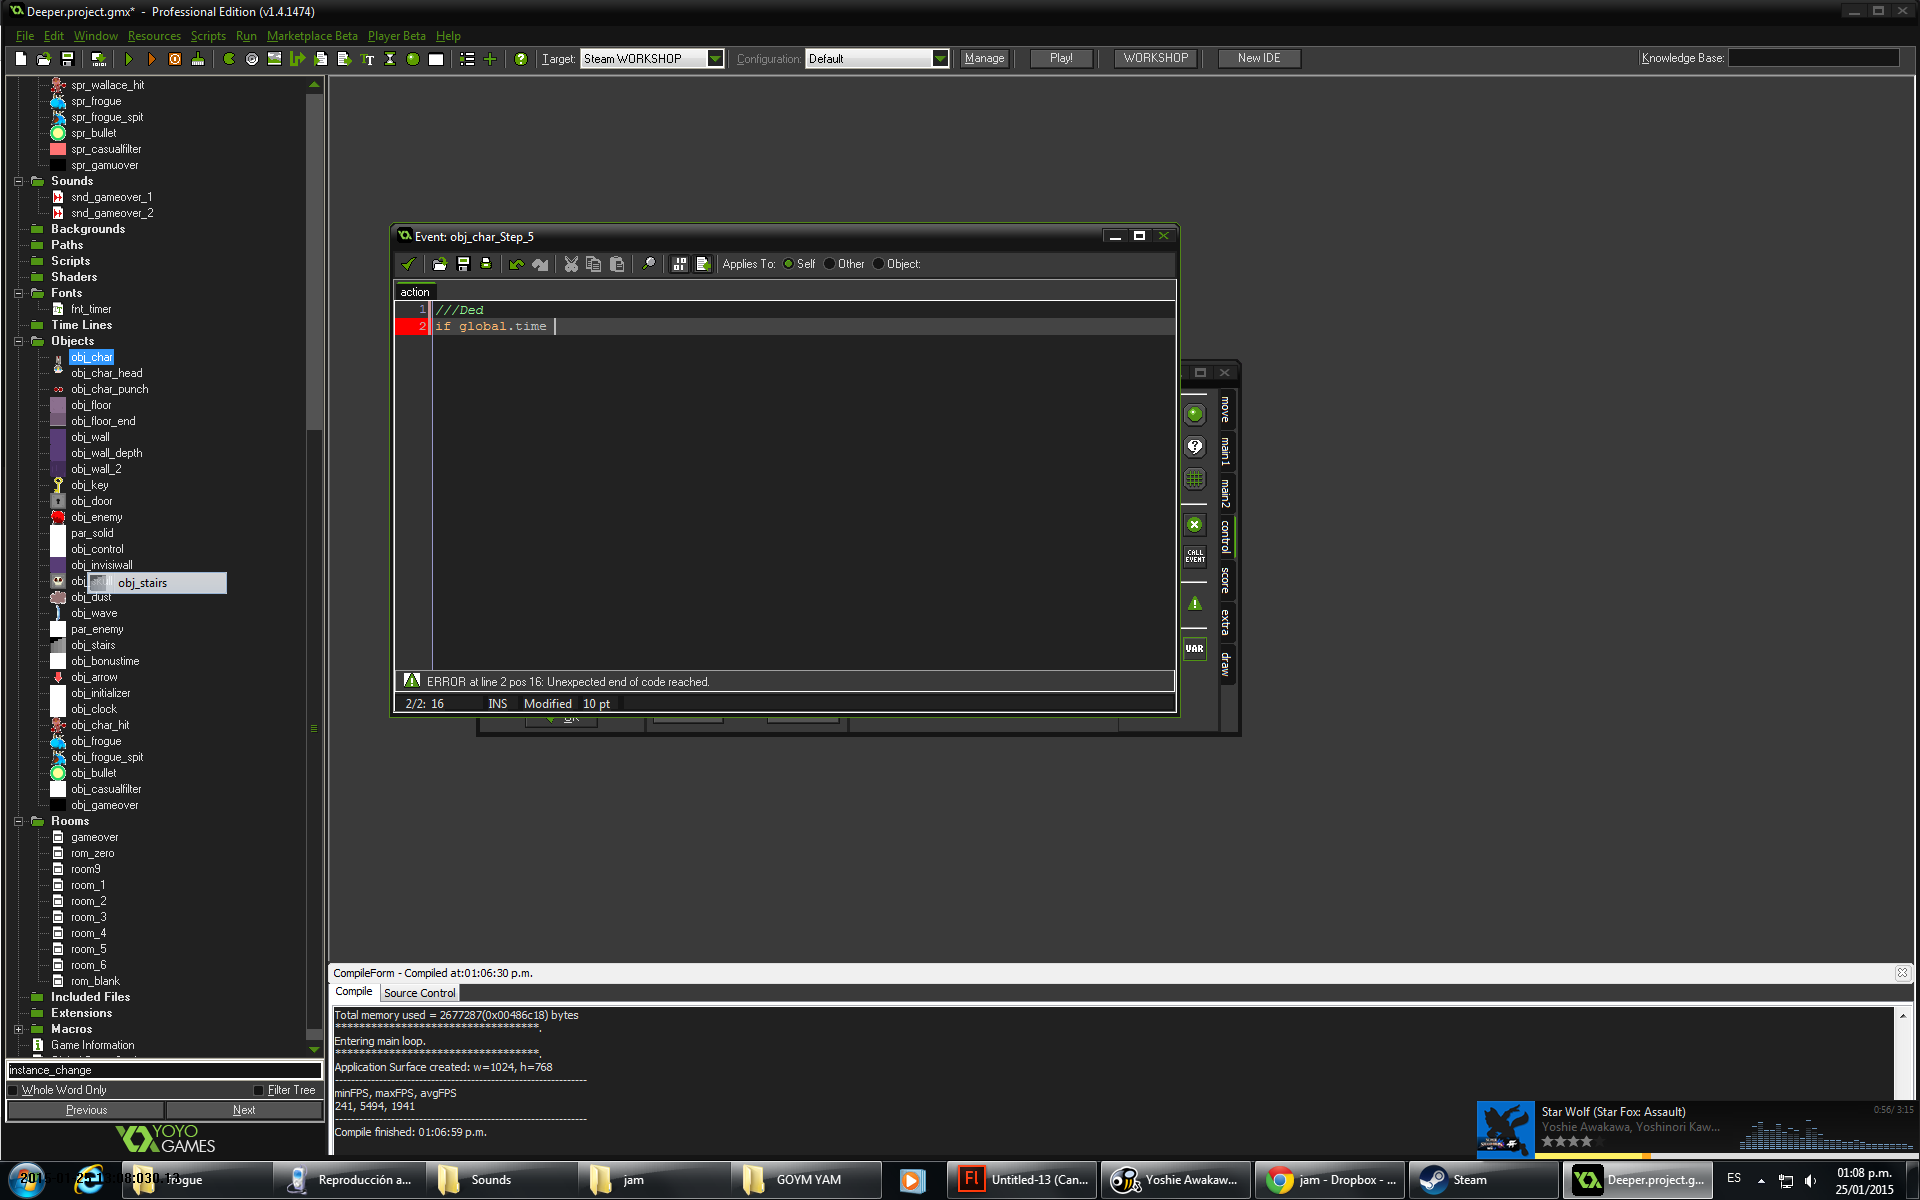 Deeper.project.gmx* - Professional Edition (v1.4.1474)
File Edit Window Resources Scripts Run Marketplace Beta Player Beta Help
Target: Steam WORKSHOP Configuration: Default Manage Play! WORKSHOP New IDE Knowledge Base:
spr_wallace_hit
spr_frogue
spr_frogue_spit
spr_bullet
spr_casualfilter
spr_gamuover
Sounds
snd_gameover_1
snd_gameover_2
Backgrounds
Paths
Scripts
Shaders
Fonts
fnt_timer
Time Lines
Objects
obj_char
obj_char_head
obj_char_punch
obj_floor
obj_floor_end
obj_wall
obj_wall_depth
obj_wall_2
obj_key
obj_door
obj_enemy
par_solid
obj_control
obj_invisiwall
obj_stairs
obj_dust
obj_wave
par_enemy
obj_stairs
obj_bonustime
obj_arrow
obj_initializer
obj_clock
obj_char_hit
obj_frogue
obj_frogue_spit
obj_bullet
obj_casualfilter
obj_gameover
Rooms
gameover
rom_zero
room9
room_1
room_2
room_3
room_4
room_5
room_6
rom_blank
Included Files
Extensions
Macros
Game Information
instance_change
Whole Word Only Filter Tree
Previous Next
YOYO
GAMES
Event: obj_char_Step_5
Applies To: Self Other Object:
action
1 ///Ded
2 if global.time
ERROR at line 2 pos 16: Unexpected end of code reached.
2/2: 16 INS Modified 10 pt
OK
move
main1
main2
control
score
extra
draw
CALL
EVENT
VAR
CompileForm - Compiled at:01:06:30 p.m.
Compile Source Control
Total memory used = 2677287(0x00486c18) bytes
***********************************.
Entering main loop.
***********************************.
Application Surface created: w=1024, h=768
---------------------------------------------------------------
minFPS, maxFPS, avgFPS
241, 5494, 1941
---------------------------------------------------------------
Compile finished: 01:06:59 p.m.
Star Wolf (Star Fox: Assault) 0:56/ 3:15
Yoshie Awakawa, Yoshinori Kaw...
frogue Reproducción a... Sounds jam GOYM YAM Untitled-13 (Can... Yoshie Awakaw... jam - Dropbox - ... Steam Deeper.project.g... ES
01:08 p.m.
25/01/2015